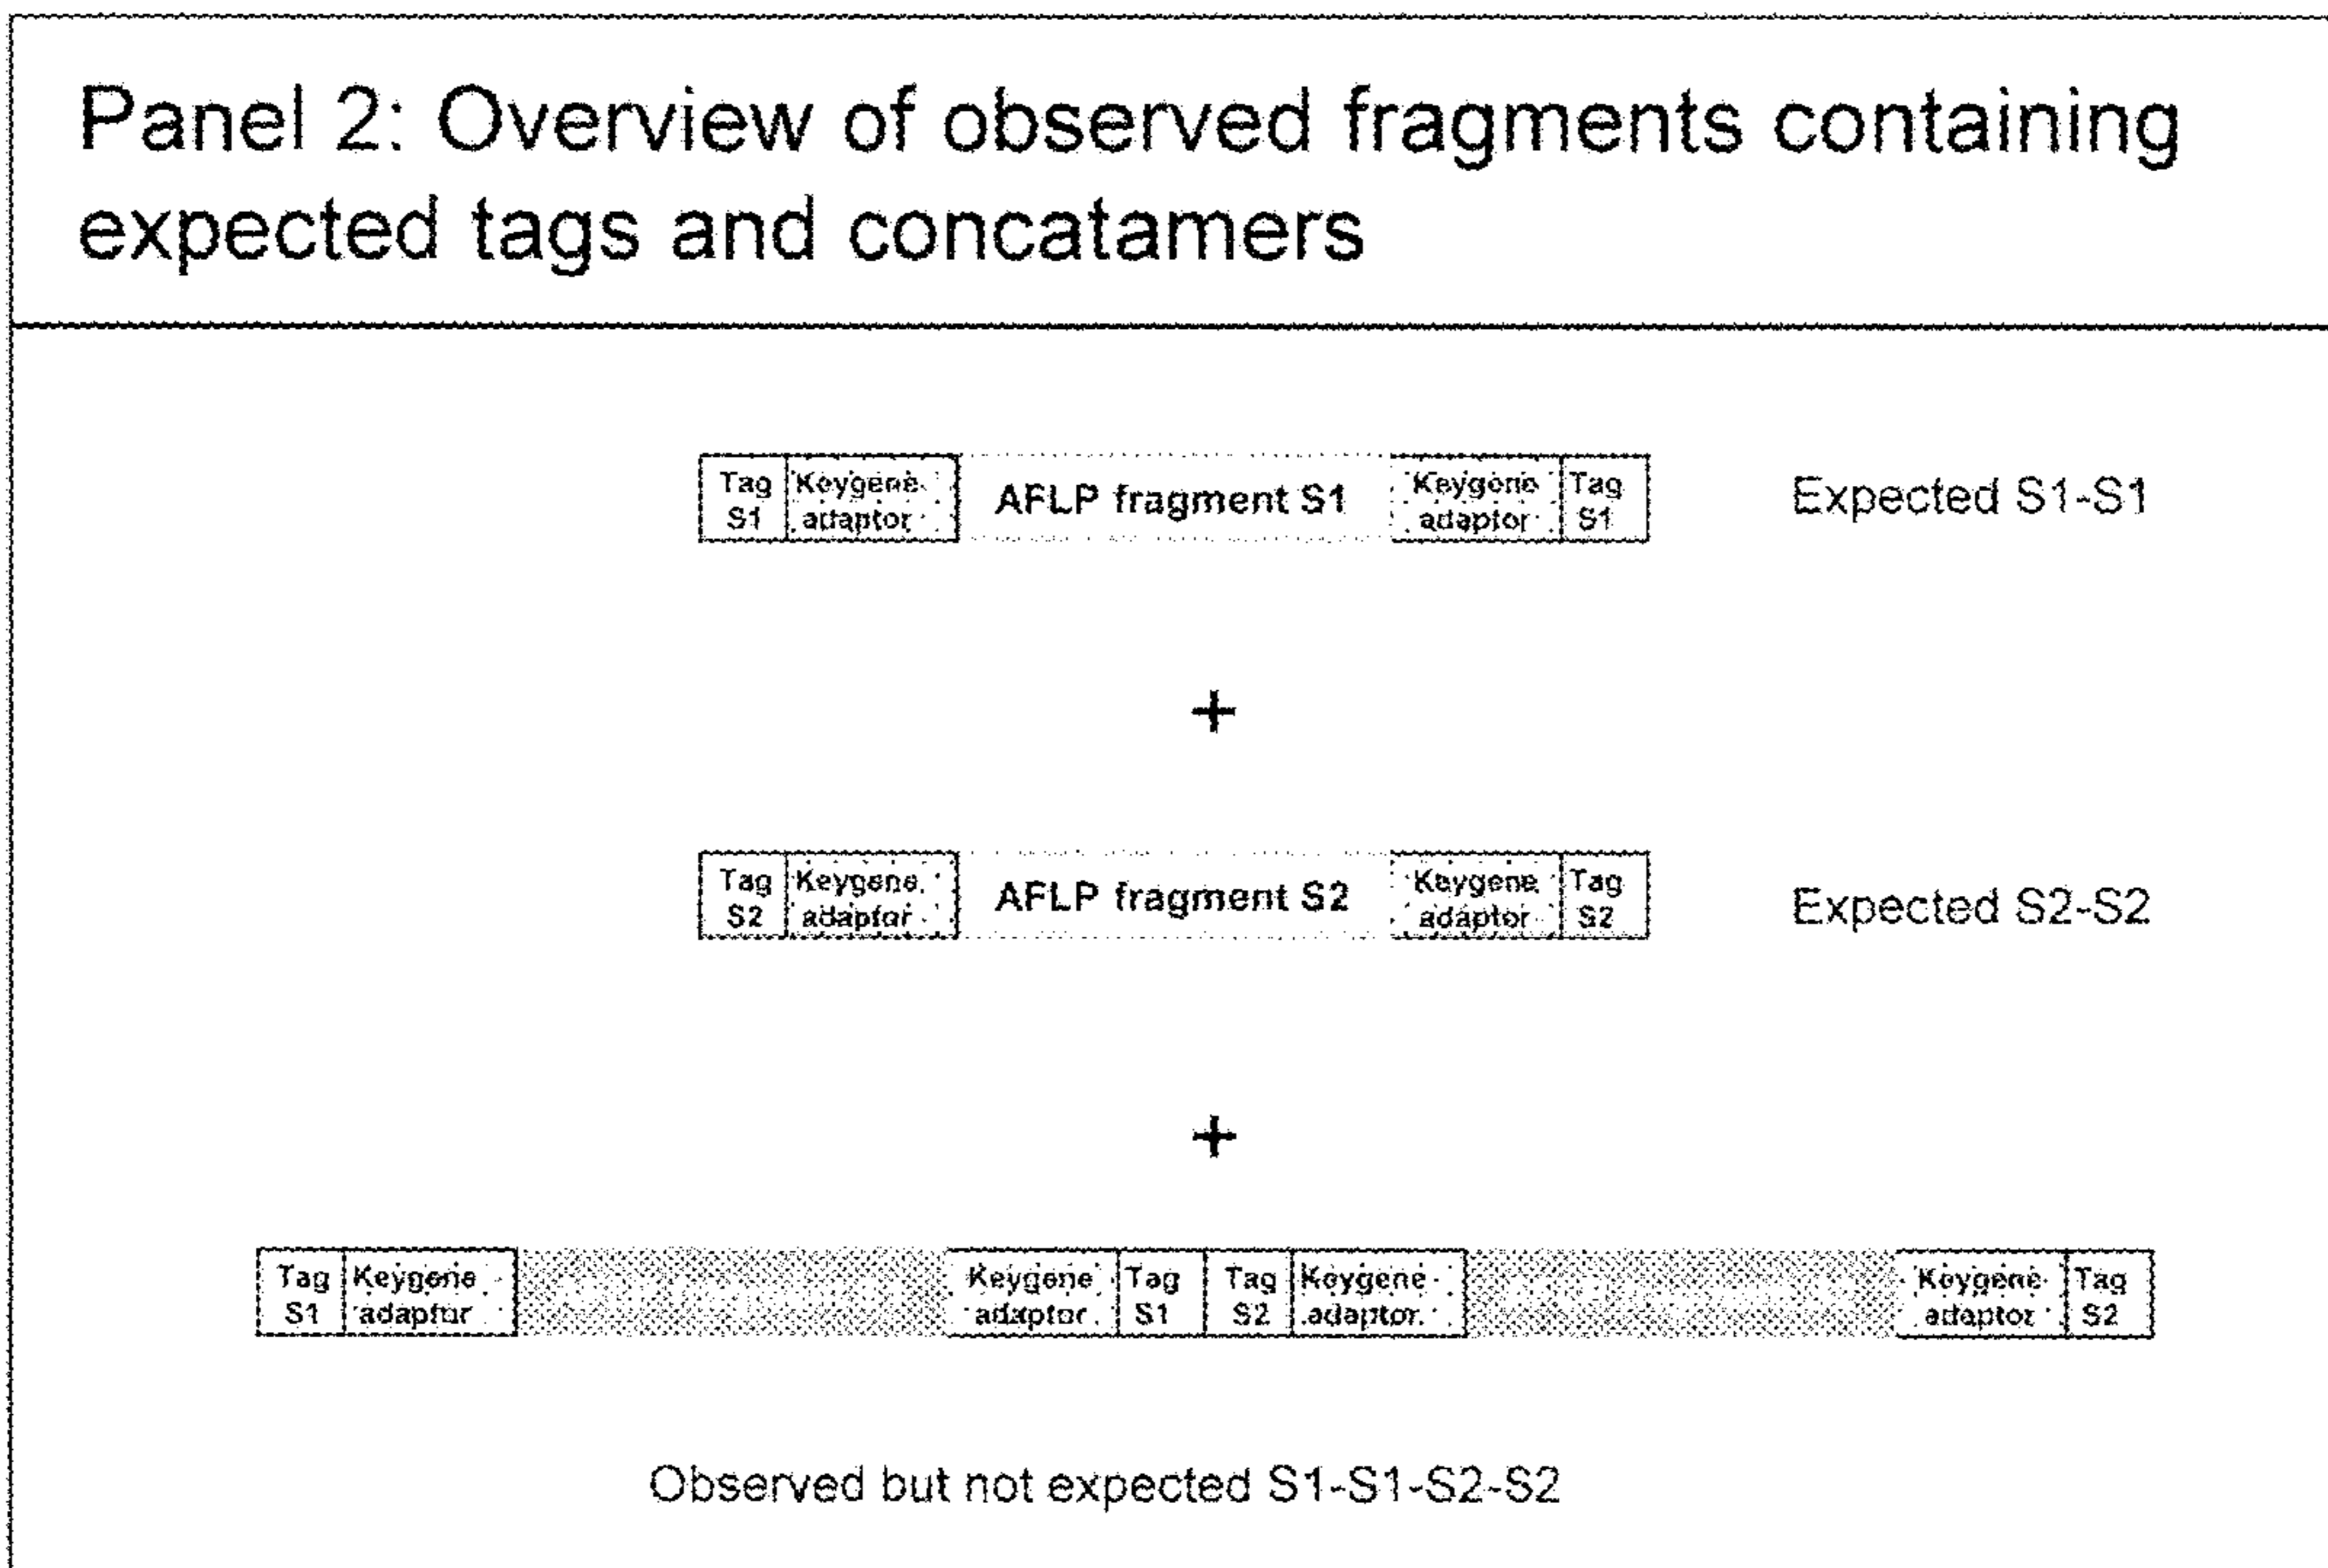 Panel 2: Overview of observed fragments containing
expected tags and concatamers
Tag Keygene AFLP fragment S1 Keygene Tag Expected S1-S1
S1 adaptor adaptor S1
+
Tag Keygene AFLP fragment S2 Keygene Tag Expected S2-S2
S2 adaptor adaptor S2
+
Tag Keygene Keygene Tag Tag Keygene Keygene Tag
S1 adaptor adaptor S1 S2 adaptor adaptor S2
Observed but not expected S1-S1-S2-S2